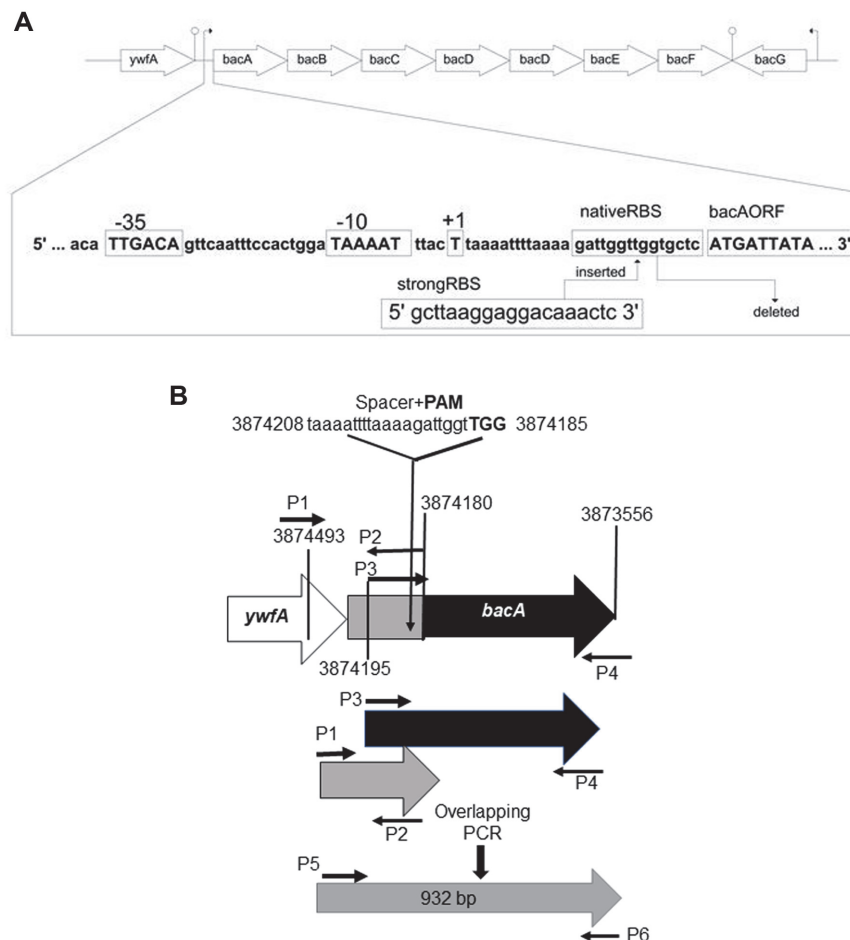 A
ywfA bacA bacB bacC bacD bacD bacE bacF bacG
-35 -10 +1 nativeRBS bacAORF
5' ... aca TTGACA gttcaatttccactgga TAAAAT ttac T taaaattttaaaa gattggttggtgctc ATGATTATA ... 3'
inserted
strongRBS
5' gcttaaggaggacaaactc 3'
deleted
B
Spacer+PAM
3874208 taaaattttaaaagattggtTGG 3874185
P1 3874180
3873556
3874493 P2
P3
ywfA bacA
3874195
P4
P3
P1
P4
P2
Overlapping
PCR
P5
932 bp
P6